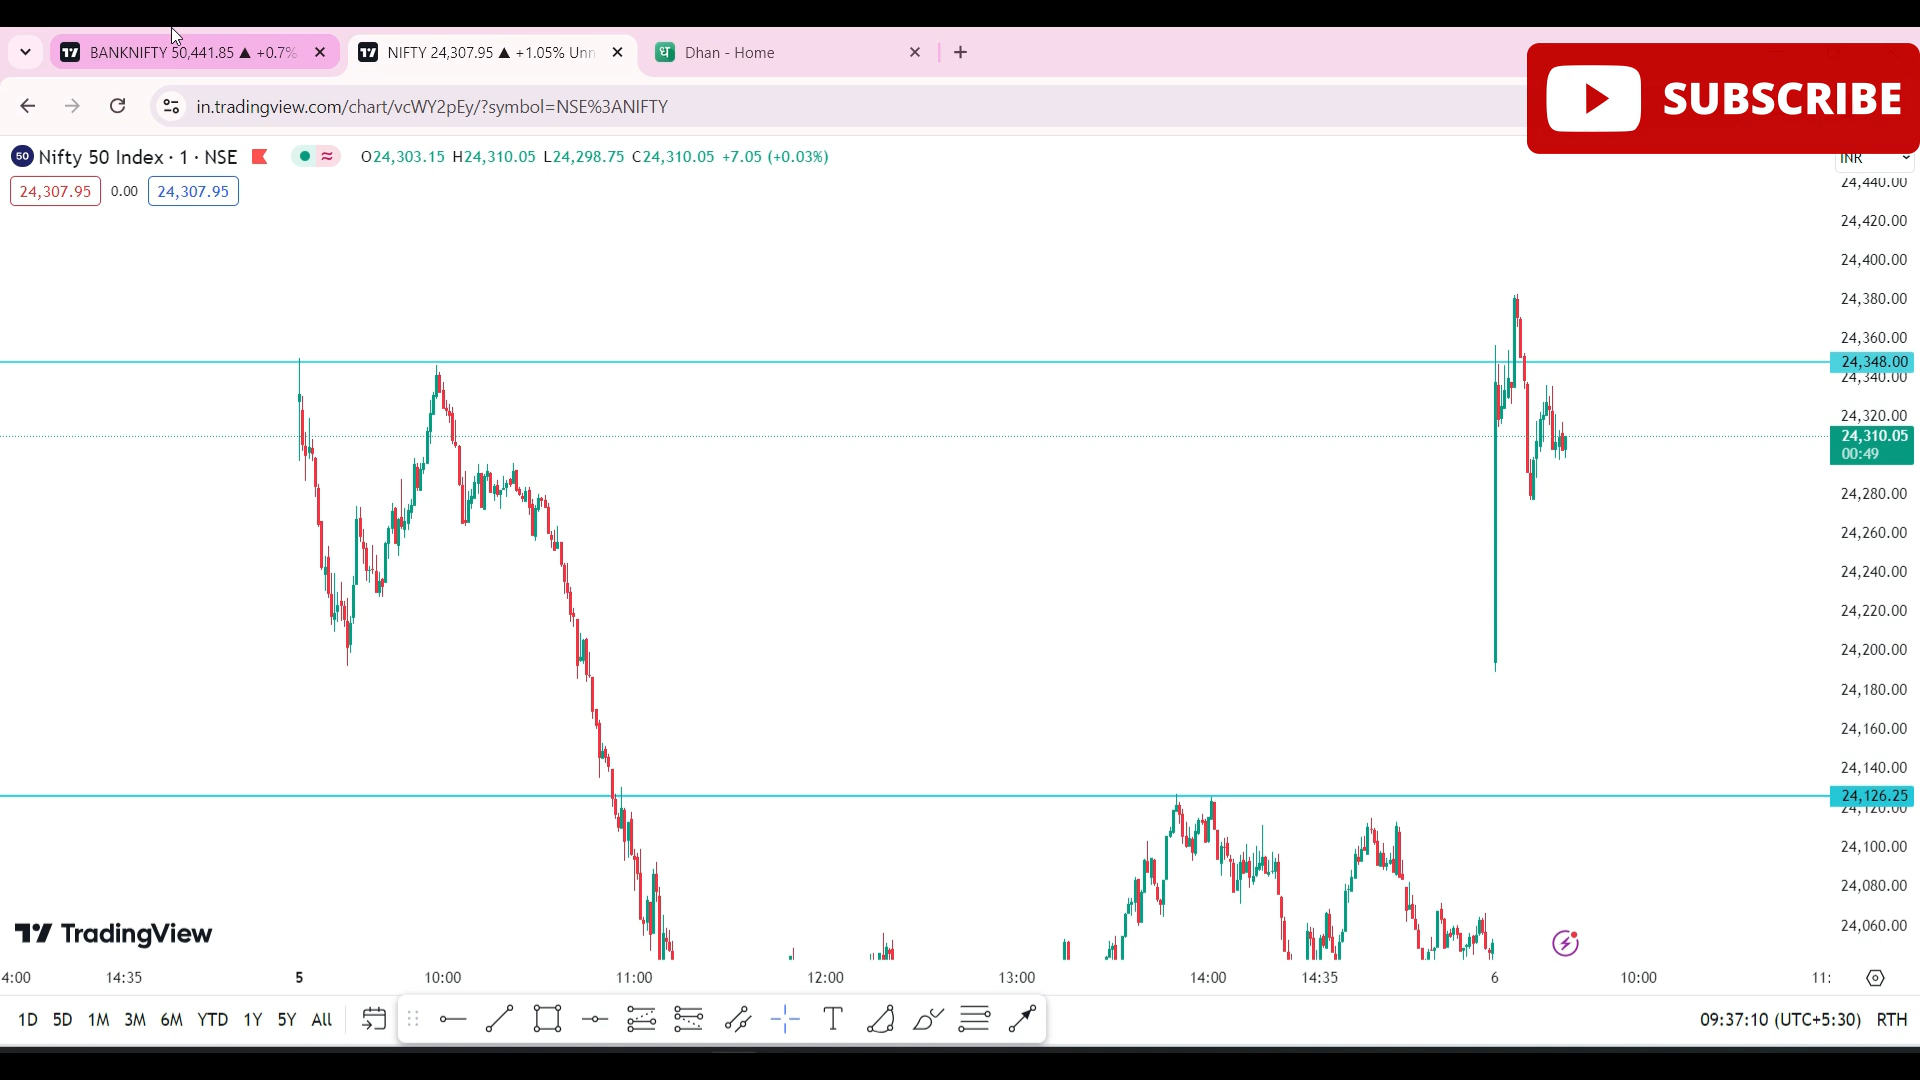 BANKNIFTY 50,441.85 ▲ +0.7%
NIFTY 24,307.95 ▲ +1.05% Unn
ध Dhan - Home
in.tradingview.com/chart/vcWY2pEy/?symbol=NSE%3ANIFTY
SUBSCRIBE
50 Nifty 50 Index · 1 · NSE
O24,303.15 H24,310.05 L24,298.75 C24,310.05 +7.05 (+0.03%)
INR
24,307.95 0.00 24,307.95
24,440.00
24,420.00
24,400.00
24,380.00
24,360.00
24,348.00
24,340.00
24,320.00
24,310.05
00:49
24,280.00
24,260.00
24,240.00
24,220.00
24,200.00
24,180.00
24,160.00
24,140.00
24,126.25
24,120.00
24,100.00
24,080.00
24,060.00
TradingView
4:00 14:35 5 10:00 11:00 12:00 13:00 14:00 14:35 6 10:00 11:
1D 5D 1M 3M 6M YTD 1Y 5Y All
T
09:37:10 (UTC+5:30) RTH